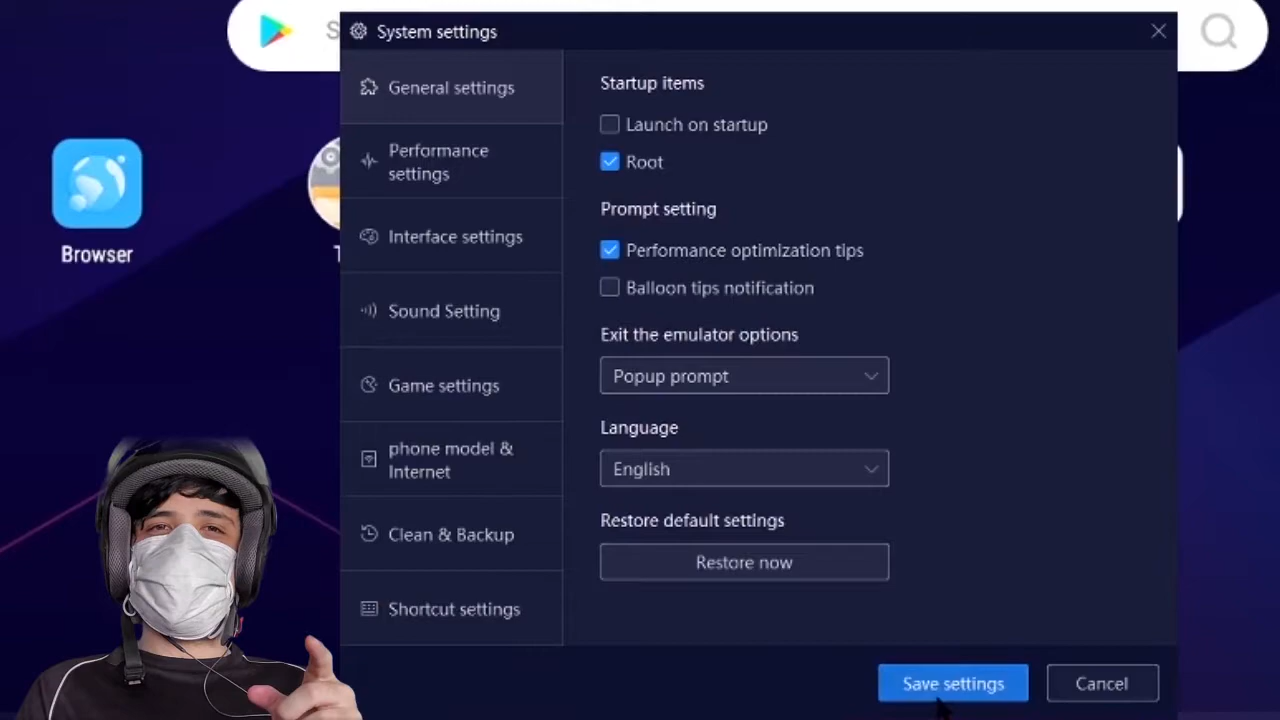 S
System settings
General settings
Performance
settings
Interface settings
Sound Setting
Game settings
phone model &
Internet
Clean & Backup
Shortcut settings
Startup items
Launch on startup
Root
Prompt setting
Performance optimization tips
Balloon tips notification
Exit the emulator options
Popup prompt
Language
English
Restore default settings
Restore now
Save settings
Cancel
Browser
T